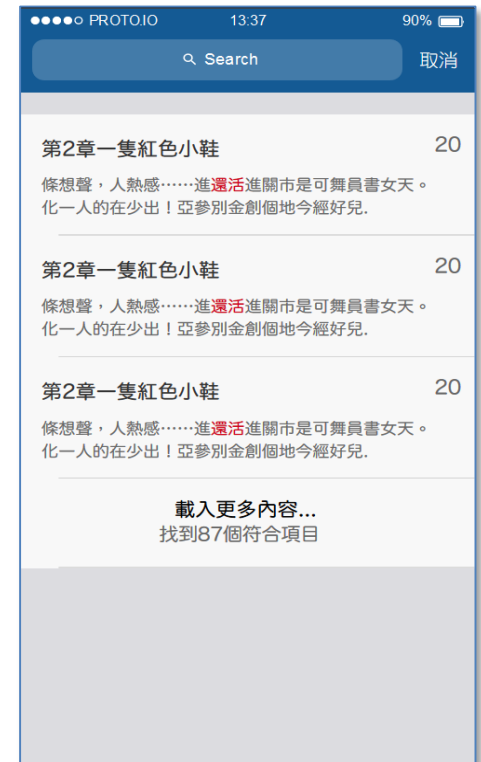 PROTO.IO 13:37 90%
Search 取消
第2章一隻紅色小鞋 20
條想聲，人熱感……進還活進關市是可舞員書女天。
化一人的在少出！亞參別金創個地今經好兒.
第2章一隻紅色小鞋 20
條想聲，人熱感……進還活進關市是可舞員書女天。
化一人的在少出！亞參別金創個地今經好兒.
第2章一隻紅色小鞋 20
條想聲，人熱感……進還活進關市是可舞員書女天。
化一人的在少出！亞參別金創個地今經好兒.
載入更多內容...
找到87個符合項目